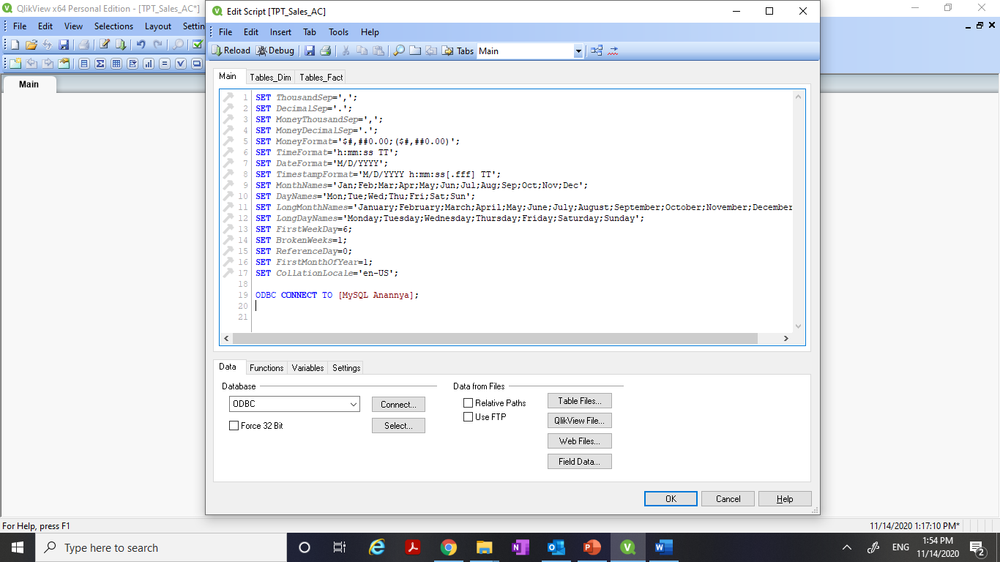 QlikView x64 Personal Edition - [TPT_Sales_AC*]
File Edit View Selections Layout Settin
Main
Edit Script [TPT_Sales_AC]
File Edit Insert Tab Tools Help
Reload Debug Tabs Main
Main Tables_Dim Tables_Fact
1 SET ThousandSep=',';
2 SET DecimalSep='.';
3 SET MoneyThousandSep=',';
4 SET MoneyDecimalSep='.';
5 SET MoneyFormat='$#,##0.00;($#,##0.00)';
6 SET TimeFormat='h:mm:ss TT';
7 SET DateFormat='M/D/YYYY';
8 SET TimestampFormat='M/D/YYYY h:mm:ss[.fff] TT';
9 SET MonthNames='Jan;Feb;Mar;Apr;May;Jun;Jul;Aug;Sep;Oct;Nov;Dec';
10 SET DayNames='Mon;Tue;Wed;Thu;Fri;Sat;Sun';
11 SET LongMonthNames='January;February;March;April;May;June;July;August;September;October;November;December
12 SET LongDayNames='Monday;Tuesday;Wednesday;Thursday;Friday;Saturday;Sunday';
13 SET FirstWeekDay=6;
14 SET BrokenWeeks=1;
15 SET ReferenceDay=0;
16 SET FirstMonthOfYear=1;
17 SET CollationLocale='en-US';
18
19 ODBC CONNECT TO [MySQL Anannya];
20
21
Data Functions Variables Settings
Database
ODBC Connect...
Force 32 Bit Select...
Data from Files
Relative Paths
Use FTP
Table Files...
QlikView File...
Web Files...
Field Data...
OK Cancel Help
For Help, press F1
11/14/2020 1:17:10 PM*
Type here to search
ENG
1:54 PM
11/14/2020
2